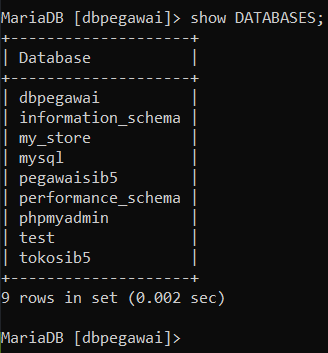 MariaDB [dbpegawai]> show DATABASES;
+--------------------+
| Database           |
+--------------------+
| dbpegawai          |
| information_schema |
| my_store           |
| mysql              |
| pegawaisib5        |
| performance_schema |
| phpmyadmin         |
| test               |
| tokosib5           |
+--------------------+
9 rows in set (0.002 sec)
MariaDB [dbpegawai]>